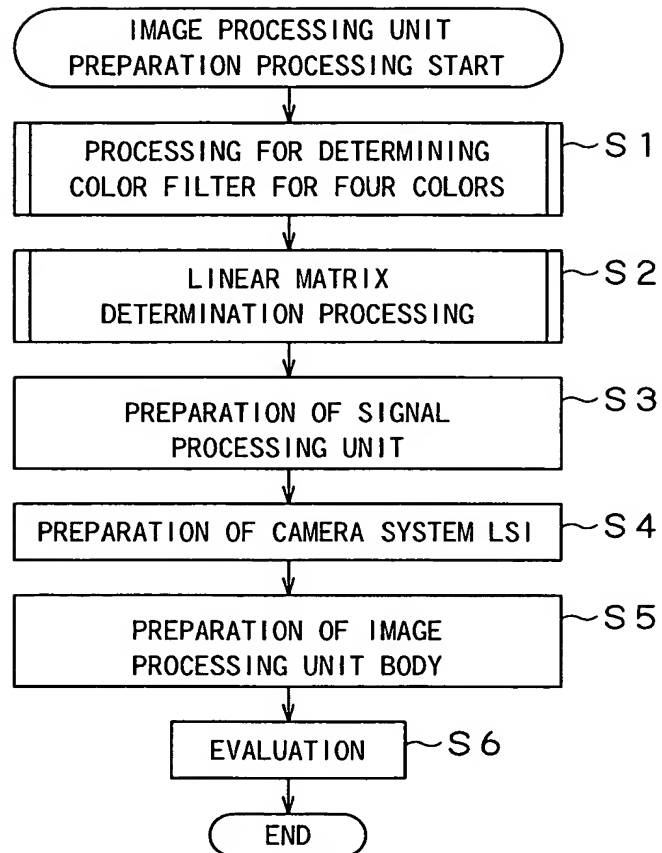 IMAGE PROCESSING UNIT
PREPARATION PROCESSING START
PROCESSING FOR DETERMINING
COLOR FILTER FOR FOUR COLORS
S1
LINEAR MATRIX
DETERMINATION PROCESSING
S2
PREPARATION OF SIGNAL
PROCESSING UNIT
S3
PREPARATION OF CAMERA SYSTEM LSI
S4
PREPARATION OF IMAGE
PROCESSING UNIT BODY
S5
EVALUATION
S6
END